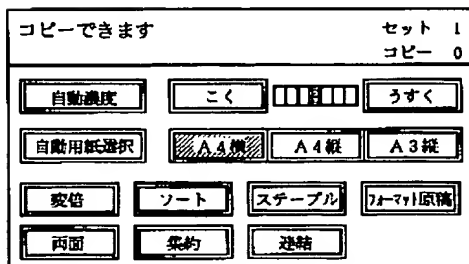 コピーできます セット 1
コピー 0
自動濃度 こく うすく
自動用紙選択 A4横 A4縦 A3縦
変倍 ソート ステープル フォーマット原稿
両面 集約 連結